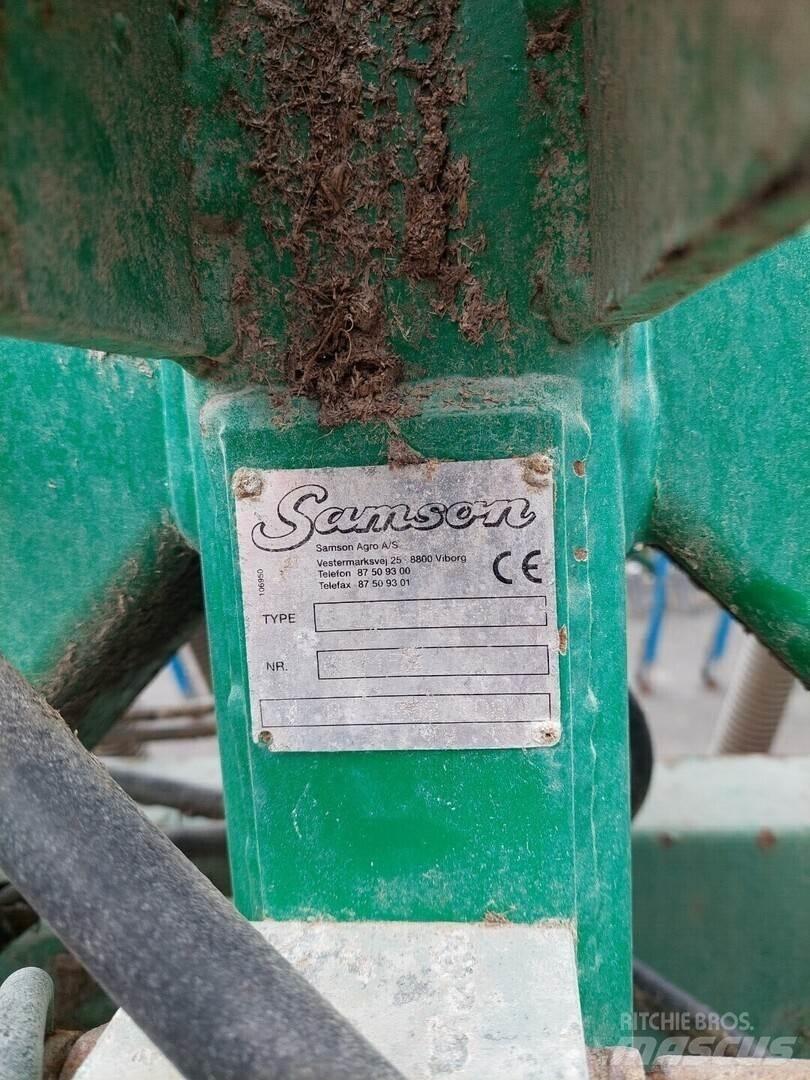 Samson
Samson Agro A/S
Vestermarksvej 25 - 8800 Viborg
Telefon 87 50 93 00
Telefax 87 50 93 01
CE
106950
TYPE
NR.
RITCHIE BROS.
MASCUS